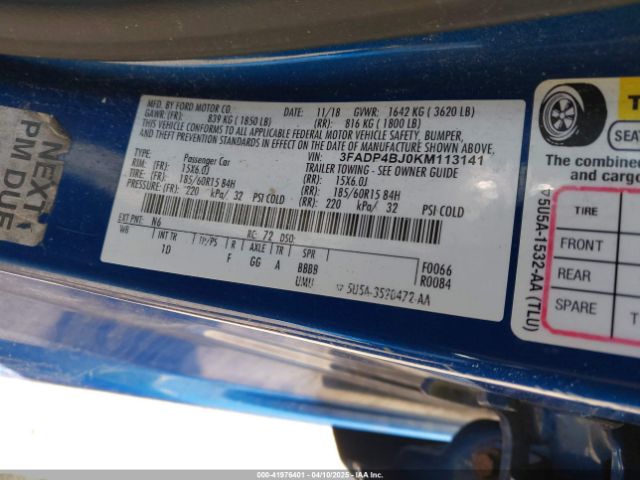 MFD. BY FORD MOTOR CO.
DATE: 11/18 GVWR: 1642 KG ( 3620 LB)
GAWR: (FR): 839 KG ( 1850 LB) (RR): 816 KG ( 1800 LB)
THIS VEHICLE CONFORMS TO ALL APPLICABLE FEDERAL MOTOR VEHICLE SAFETY, BUMPER,
AND THEFT PREVENTION STANDARDS IN EFFECT ON THE DATE OF MANUFACTURE SHOWN ABOVE.
VIN: 3FADP4BJ0KM113141
TYPE: Passenger Car TRAILER TOWING - SEE OWNER GUIDE
RIM: (FR): 15X6.0J (RR): 15X6.0J
TIRE: (FR): 185/60R15 84H (RR): 185/60R15 84H
PRESSURE: (FR): 220 kPa/ 32 PSI COLD (RR): 220 kPa/ 32 PSI COLD
EXT PNT: N6 RC: 72 DSO:
WB INT TR TP/PS R AXLE TR SPR
1D F GG A BBBB
UMU
F0066
R0084
5U5A-3520472-AA
NEXT
PM DUE
T
SEA
The combined
and cargo
TIRE
FRONT
REAR
SPARE T
5U5A-1532-AA (TLU)
000-41976401 - 04/10/2025 - IAAI.com